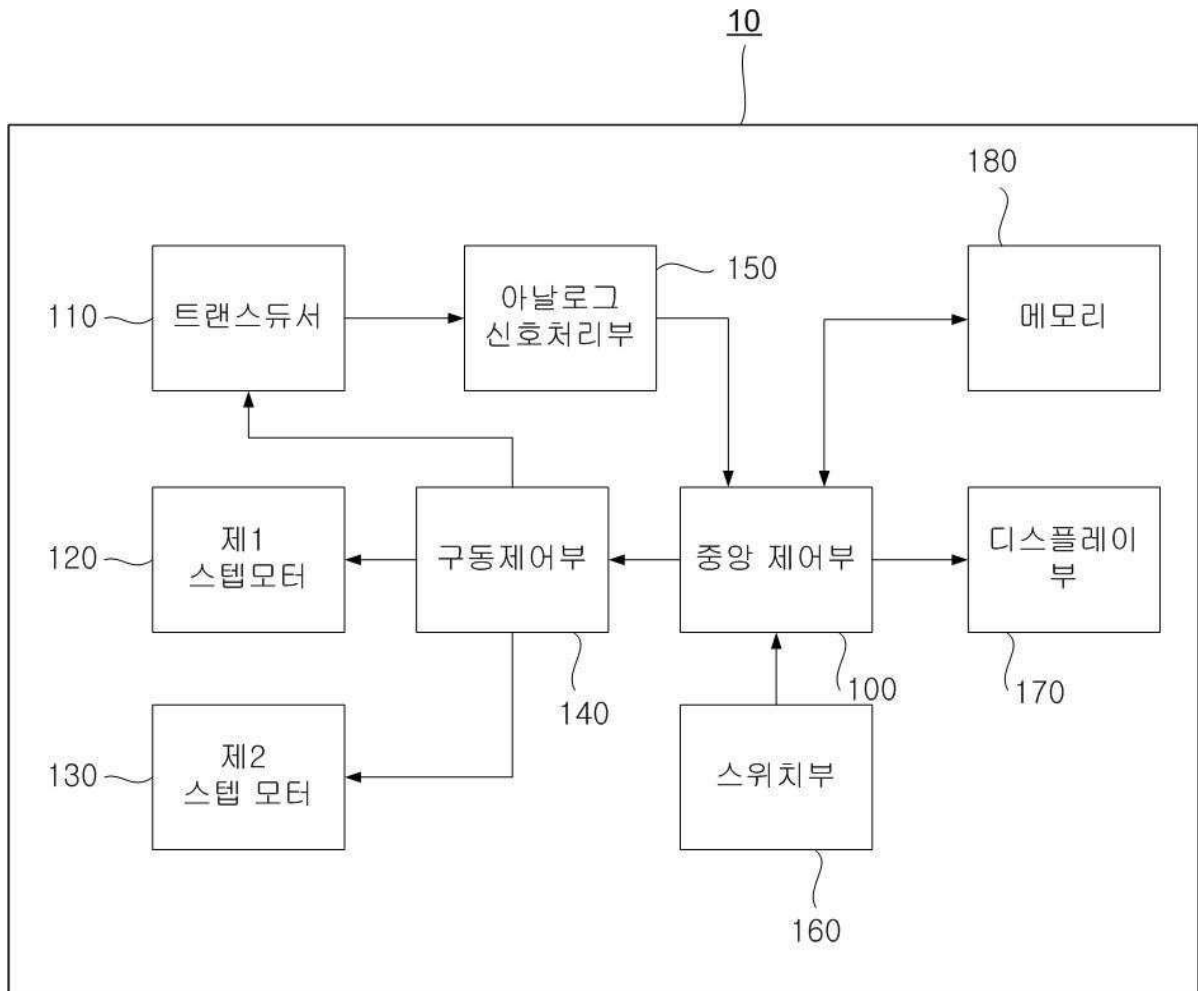 10
180
110
트랜스듀서
아날로그
신호처리부
150
메모리
120
제1
스텝모터
구동제어부
중앙 제어부
디스플레이
부
140
100
170
130
제2
스텝 모터
스위치부
160